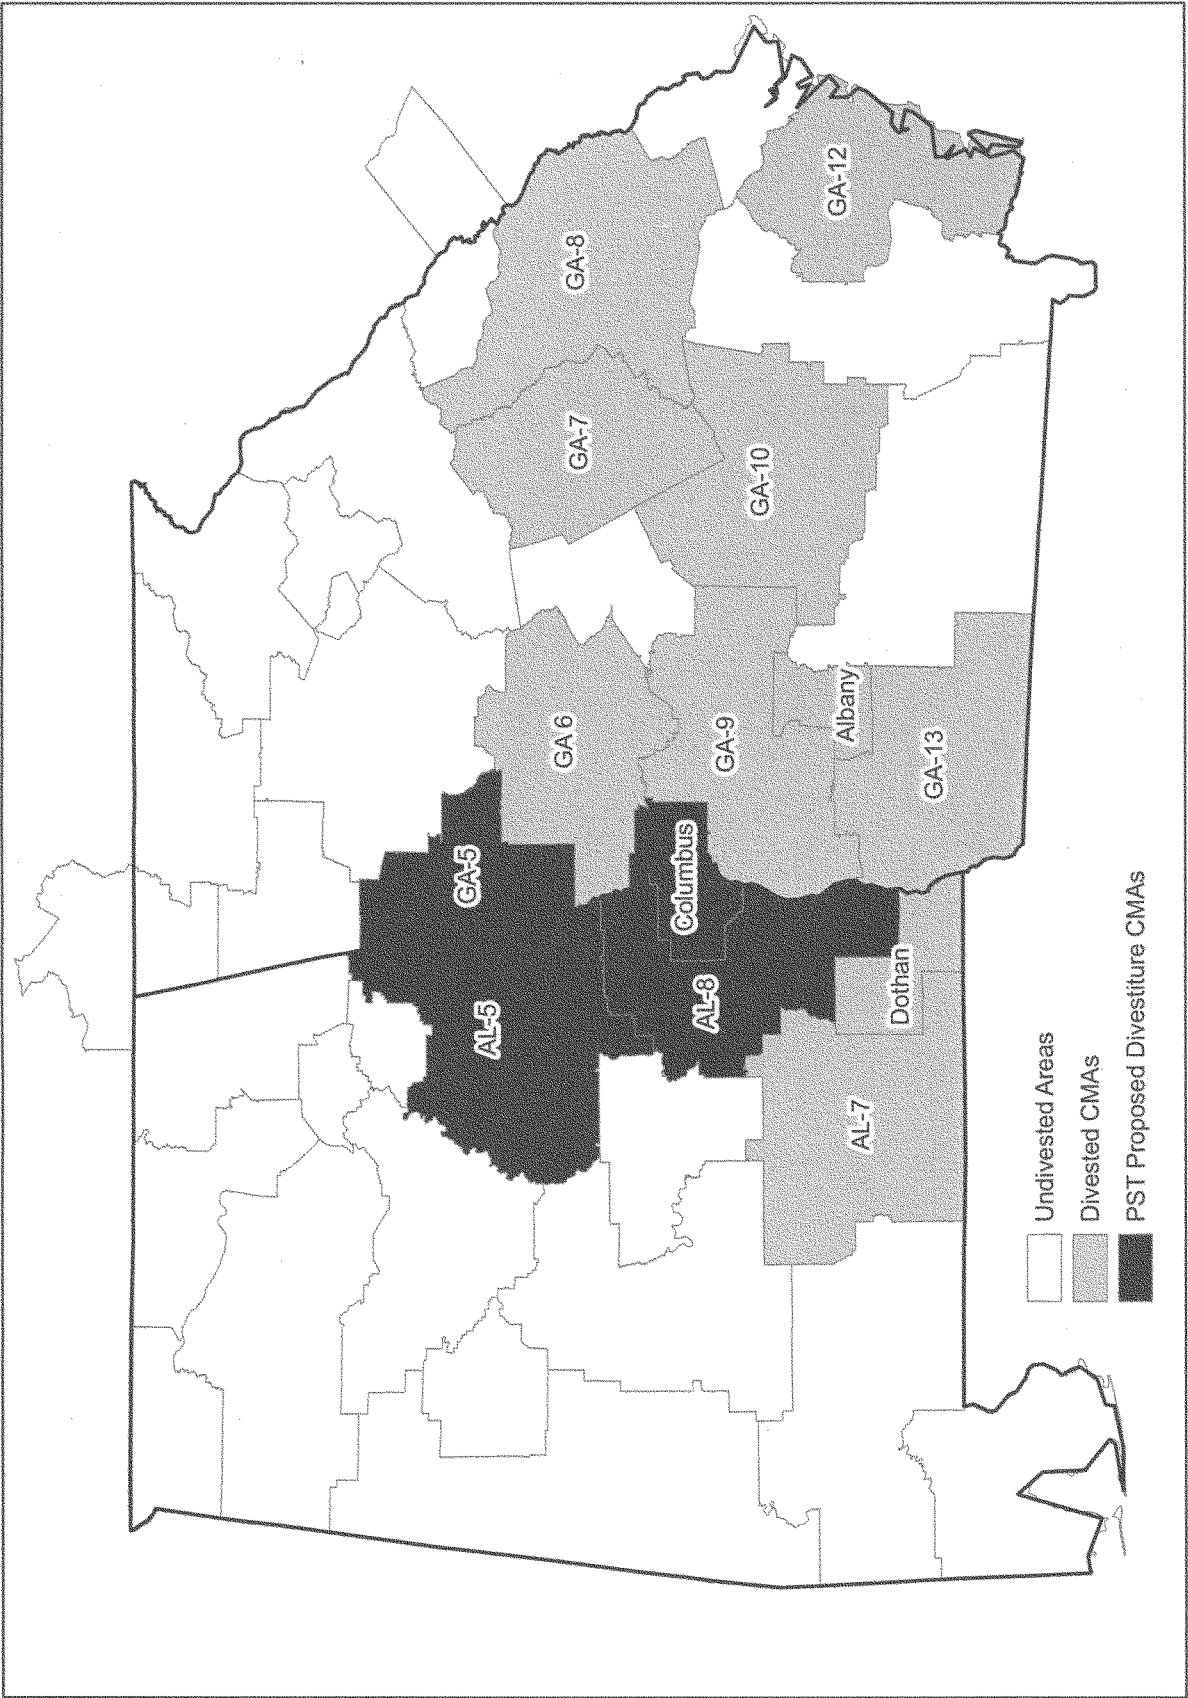 GA-5
AL-5
GA-8
GA-7
GA 6
GA-12
GA-10
GA-9
Columbus
AL-8
Albany
GA-13
Dothan
AL-7
Undivested Areas
Divested CMAs
PST Proposed Divestiture CMAs